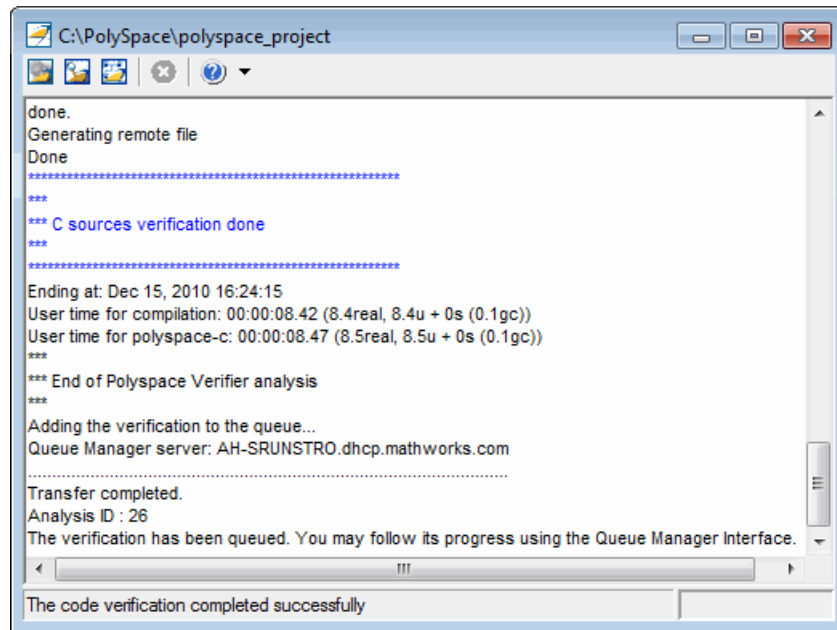 C:\PolySpace\polyspace_project
done.
Generating remote file
Done
*************************************************************
***
*** C sources verification done
***
*************************************************************
Ending at: Dec 15, 2010 16:24:15
User time for compilation: 00:00:08.42 (8.4real, 8.4u + 0s (0.1gc))
User time for polyspace-c: 00:00:08.47 (8.5real, 8.5u + 0s (0.1gc))
***
*** End of Polyspace Verifier analysis
***
Adding the verification to the queue...
Queue Manager server: AH-SRUNSTRO.dhcp.mathworks.com
................................................................................................
Transfer completed.
Analysis ID : 26
The verification has been queued. You may follow its progress using the Queue Manager Interface.
The code verification completed successfully